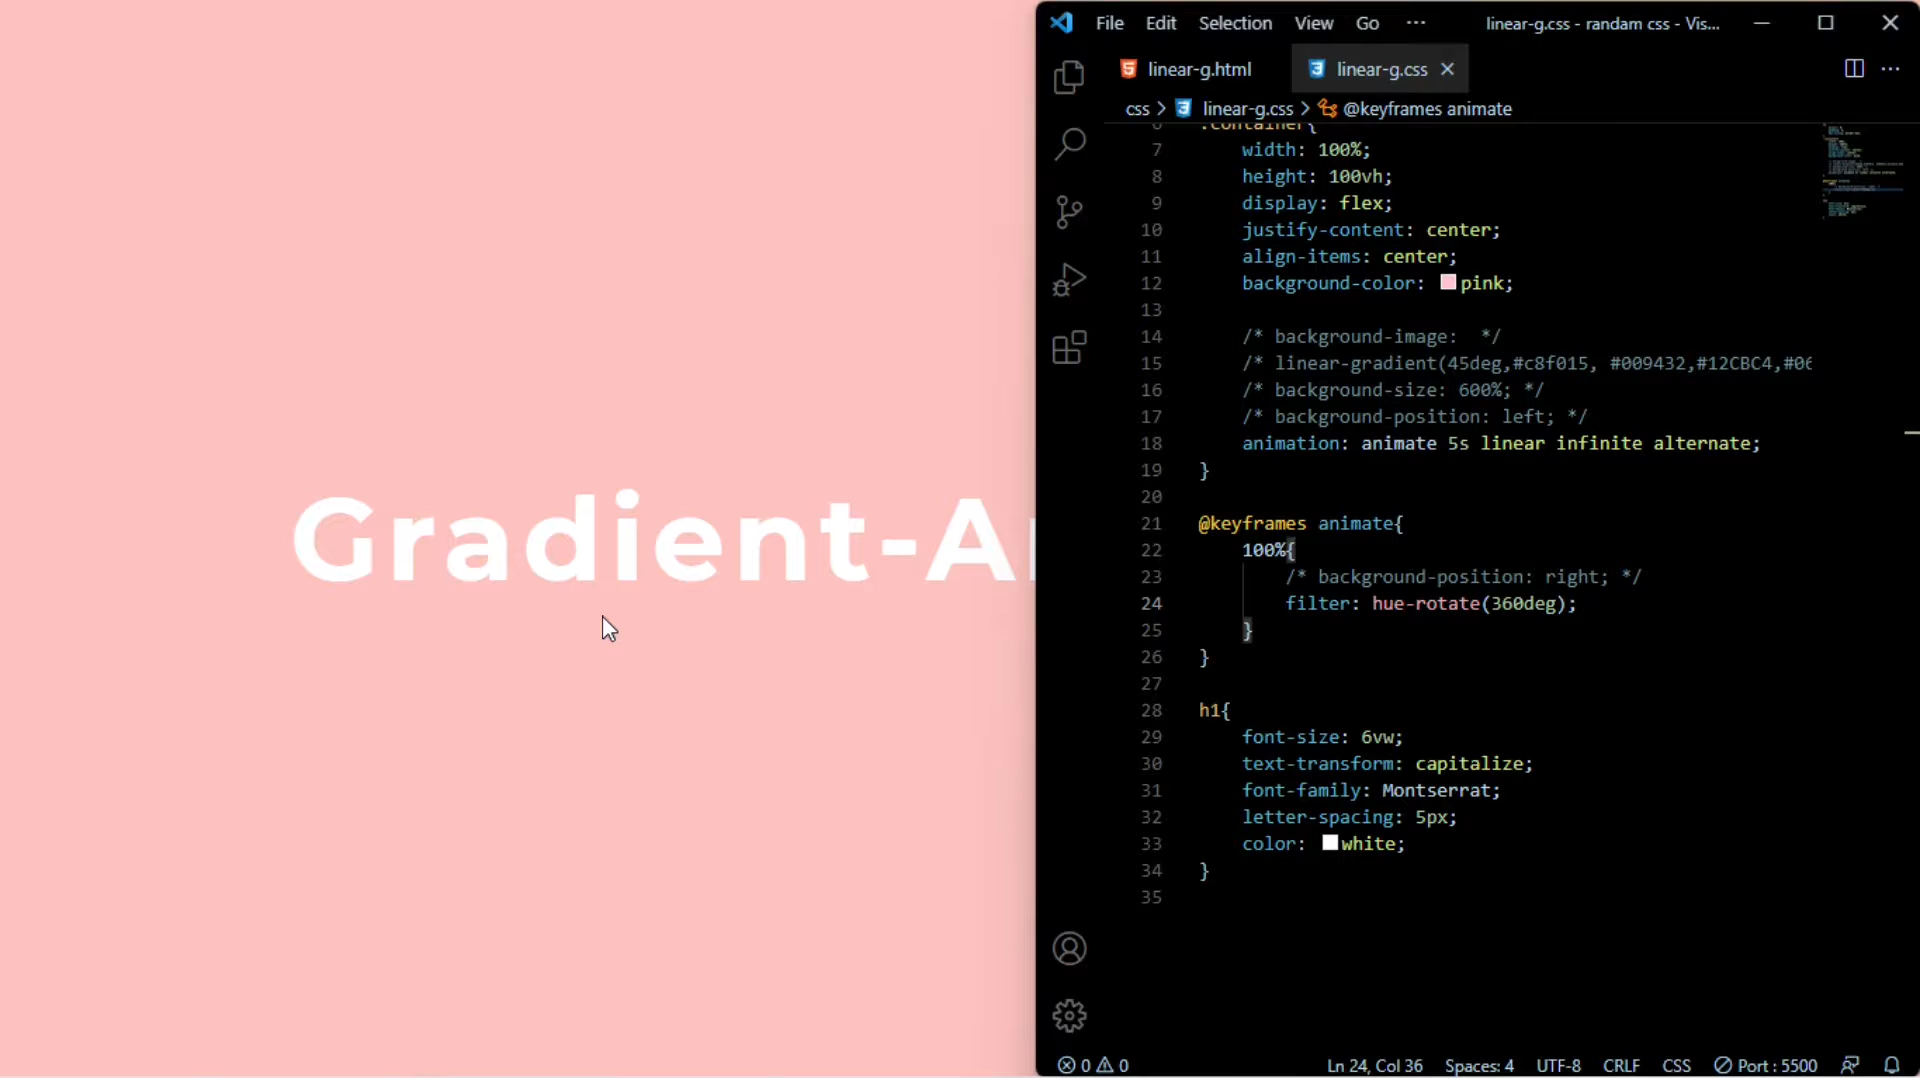 Gradient-A
File Edit Selection View Go ··· linear-g.css - randam css - Vis...
linear-g.html linear-g.css
css > linear-g.css > @keyframes animate
6 .container{
7 width: 100%;
8 height: 100vh;
9 display: flex;
10 justify-content: center;
11 align-items: center;
12 background-color: pink;
13
14 /* background-image:  */
15 /* linear-gradient(45deg,#c8f015, #009432,#12CBC4,#06
16 /* background-size: 600%; */
17 /* background-position: left; */
18 animation: animate 5s linear infinite alternate;
19 }
20
21 @keyframes animate{
22 100%{
23 /* background-position: right; */
24 filter: hue-rotate(360deg);
25 }
26 }
27
28 h1{
29 font-size: 6vw;
30 text-transform: capitalize;
31 font-family: Montserrat;
32 letter-spacing: 5px;
33 color: white;
34 }
35
0 0 Ln 24, Col 36 Spaces: 4 UTF-8 CRLF CSS Port : 5500